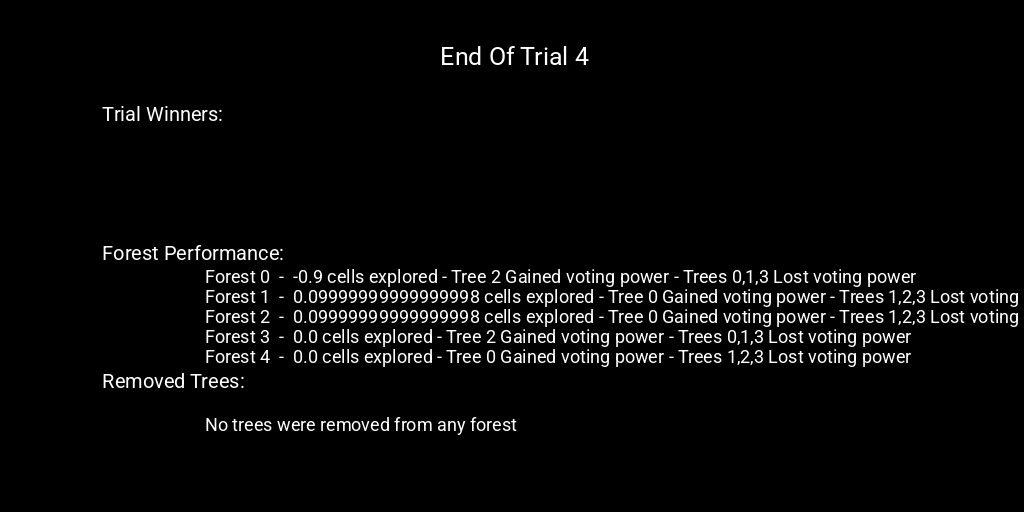 End Of Trial 4
Trial Winners:
Forest Performance:
Forest 0 - -0.9 cells explored - Tree 2 Gained voting power - Trees 0,1,3 Lost voting power
Forest 1 - 0.09999999999999998 cells explored - Tree 0 Gained voting power - Trees 1,2,3 Lost voting
Forest 2 - 0.09999999999999998 cells explored - Tree 0 Gained voting power - Trees 1,2,3 Lost voting
Forest 3 - 0.0 cells explored - Tree 2 Gained voting power - Trees 0,1,3 Lost voting power
Forest 4 - 0.0 cells explored - Tree 0 Gained voting power - Trees 1,2,3 Lost voting power
Removed Trees:
No trees were removed from any forest